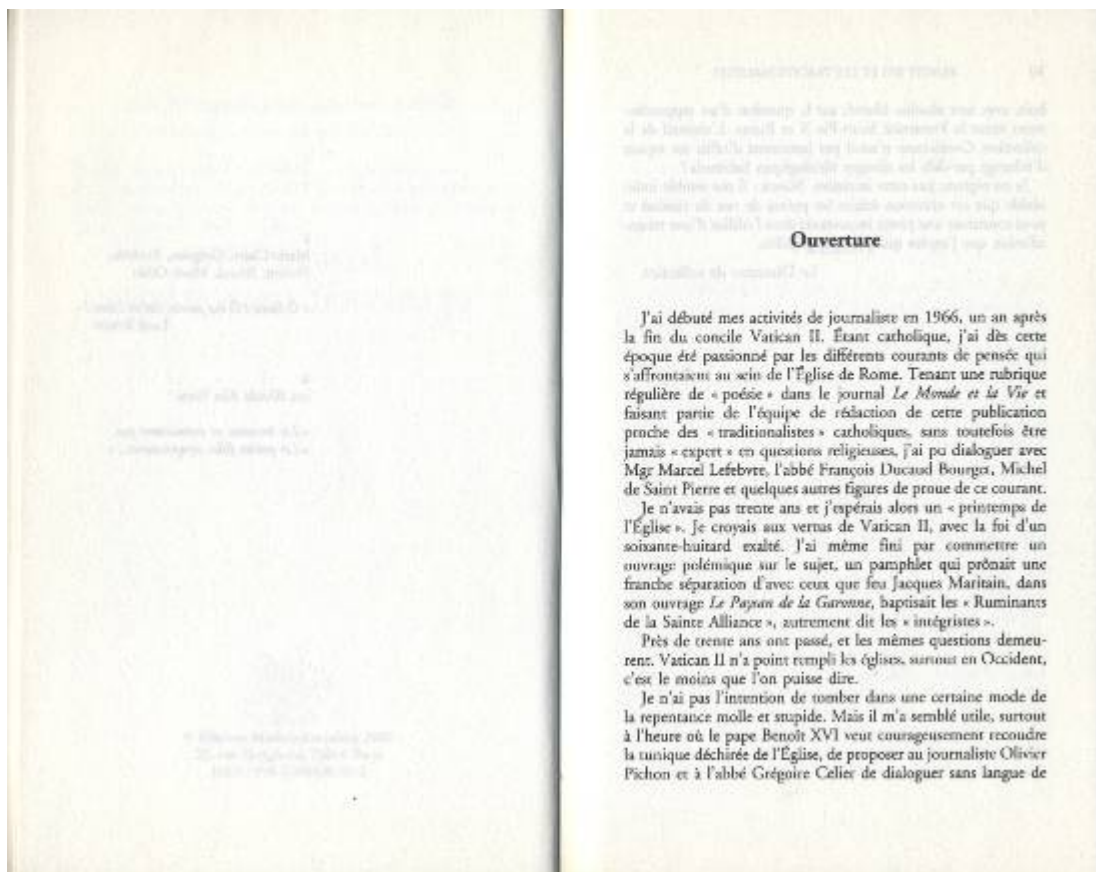 Ouverture
J'ai débuté mes activités de journaliste en 1966, un an après
la fin du concile Vatican II. Étant catholique, j'ai dès cette
époque été passionné par les différents courants de pensée qui
s'affrontaient au sein de l'Église de Rome. Tenant une rubrique
régulière de « poésie » dans le journal Le Monde et la Vie et
faisant partie de l'équipe de rédaction de cette publication
proche des « traditionalistes » catholiques, sans toutefois être
jamais « expert » en questions religieuses, j'ai pu dialoguer avec
Mgr Marcel Lefebvre, l'abbé François Ducaud Bourget, Michel
de Saint Pierre et quelques autres figures de proue de ce courant.
Je n'avais pas trente ans et j'espérais alors un « printemps de
l'Église ». Je croyais aux vertus de Vatican II, avec la foi d'un
soixante-huitard exalté. J'ai même fini par commettre un
ouvrage polémique sur le sujet, un pamphlet qui prônait une
franche séparation d'avec ceux que feu Jacques Maritain, dans
son ouvrage Le Paysan de la Garonne, baptisait les « Ruminants
de la Sainte Alliance », autrement dit les « intégristes ».
Près de trente ans ont passé, et les mêmes questions demeu-
rent. Vatican II n'a point rempli les églises, surtout en Occident,
c'est le moins que l'on puisse dire.
Je n'ai pas l'intention de tomber dans une certaine mode de
la repentance molle et stupide. Mais il m'a semblé utile, surtout
à l'heure où le pape Benoît XVI veut courageusement recoudre
la tunique déchirée de l'Église, de proposer au journaliste Olivier
Pichon et à l'abbé Grégoire Celier de dialoguer sans langue de